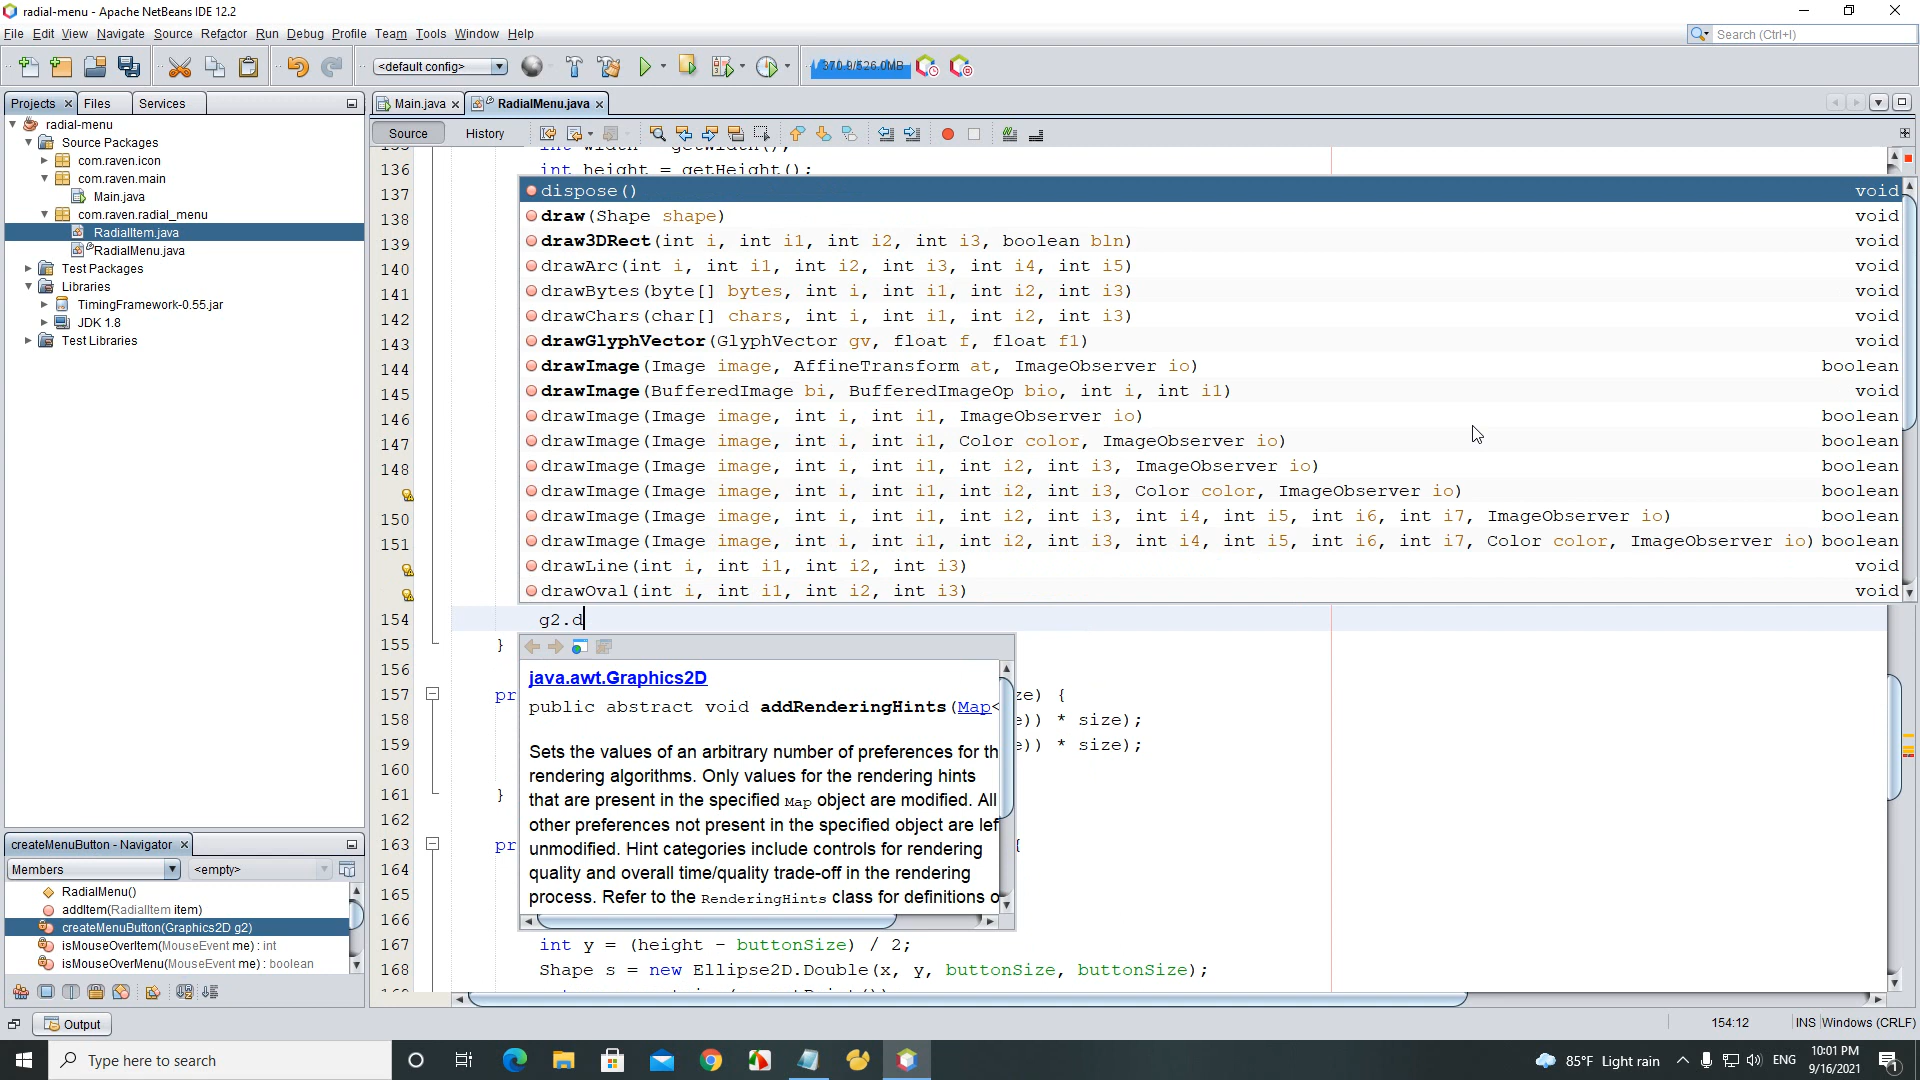 radial-menu - Apache NetBeans IDE 12.2
File Edit View Navigate Source Refactor Run Debug Profile Team Tools Window Help
Search (Ctrl+I)
<default config>
370.9/526.0MB
Projects
Files
Services
Main.java
RadialMenu.java
Source
History
radial-menu
Source Packages
com.raven.icon
com.raven.main
Main.java
com.raven.radial_menu
RadialItem.java
RadialMenu.java
Test Packages
Libraries
TimingFramework-0.55.jar
JDK 1.8
Test Libraries
136 int height = getHeight();
137
138
139
140
141
142
143
144
145
146
147
148
150
151
dispose() void
draw(Shape shape) void
draw3DRect(int i, int i1, int i2, int i3, boolean bln) void
drawArc(int i, int i1, int i2, int i3, int i4, int i5) void
drawBytes(byte[] bytes, int i, int i1, int i2, int i3) void
drawChars(char[] chars, int i, int i1, int i2, int i3) void
drawGlyphVector(GlyphVector gv, float f, float f1) void
drawImage(Image image, AffineTransform at, ImageObserver io) boolean
drawImage(BufferedImage bi, BufferedImageOp bio, int i, int i1) void
drawImage(Image image, int i, int i1, ImageObserver io) boolean
drawImage(Image image, int i, int i1, Color color, ImageObserver io) boolean
drawImage(Image image, int i, int i1, int i2, int i3, ImageObserver io) boolean
drawImage(Image image, int i, int i1, int i2, int i3, Color color, ImageObserver io) boolean
drawImage(Image image, int i, int i1, int i2, int i3, int i4, int i5, int i6, int i7, ImageObserver io) boolean
drawImage(Image image, int i, int i1, int i2, int i3, int i4, int i5, int i6, int i7, Color color, ImageObserver io) boolean
drawLine(int i, int i1, int i2, int i3) void
drawOval(int i, int i1, int i2, int i3) void
154 g2.d
155 }
156
157 pr ze) {
158 e)) * size);
159 e)) * size);
160
161 }
162
163 pr {
164
165
166
167 int y = (height - buttonSize) / 2;
168 Shape s = new Ellipse2D.Double(x, y, buttonSize, buttonSize);
java.awt.Graphics2D
public abstract void addRenderingHints(Map<
Sets the values of an arbitrary number of preferences for th
rendering algorithms. Only values for the rendering hints
that are present in the specified Map object are modified. All
other preferences not present in the specified object are lef
unmodified. Hint categories include controls for rendering
quality and overall time/quality trade-off in the rendering
process. Refer to the RenderingHints class for definitions o
createMenuButton - Navigator
Members
<empty>
RadialMenu()
addItem(RadialItem item)
createMenuButton(Graphics2D g2)
isMouseOverItem(MouseEvent me) : int
isMouseOverMenu(MouseEvent me) : boolean
Output
154:12
INS
Windows (CRLF)
Type here to search
85°F Light rain
ENG
10:01 PM
9/16/2021
1